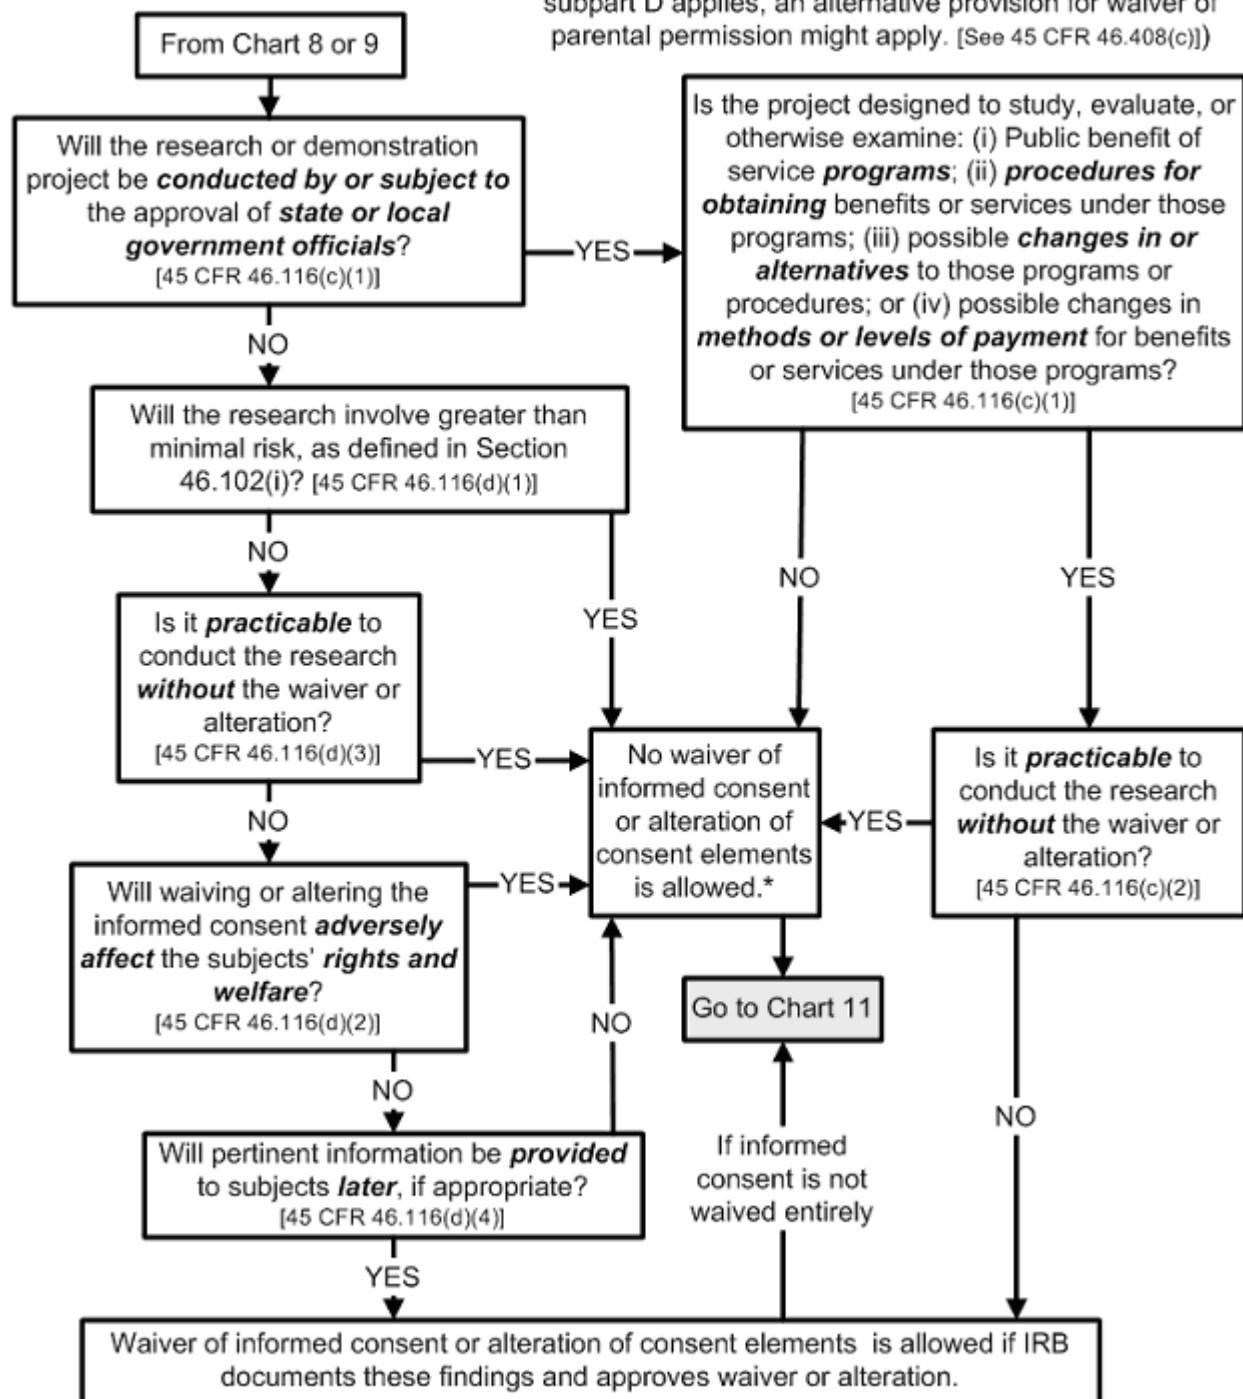 subpart D applies, an alternative provision for waiver of
parental permission might apply. [See 45 CFR 46.408(c)])
From Chart 8 or 9
Will the research or demonstration
project be conducted by or subject to
the approval of state or local
government officials?
[45 CFR 46.116(c)(1)]
YES
Is the project designed to study, evaluate, or
otherwise examine: (i) Public benefit of
service programs; (ii) procedures for
obtaining benefits or services under those
programs; (iii) possible changes in or
alternatives to those programs or
procedures; or (iv) possible changes in
methods or levels of payment for benefits
or services under those programs?
[45 CFR 46.116(c)(1)]
NO
Will the research involve greater than
minimal risk, as defined in Section
46.102(i)? [45 CFR 46.116(d)(1)]
NO
YES
NO
YES
Is it practicable to
conduct the research
without the waiver or
alteration?
[45 CFR 46.116(d)(3)]
YES
No waiver of
informed consent
or alteration of
consent elements
is allowed.*
YES
Is it practicable to
conduct the research
without the waiver or
alteration?
[45 CFR 46.116(c)(2)]
NO
Will waiving or altering the
informed consent adversely
affect the subjects' rights and
welfare?
[45 CFR 46.116(d)(2)]
YES
NO
Go to Chart 11
NO
NO
Will pertinent information be provided
to subjects later, if appropriate?
[45 CFR 46.116(d)(4)]
If informed
consent is not
waived entirely
YES
Waiver of informed consent or alteration of consent elements is allowed if IRB
documents these findings and approves waiver or alteration.